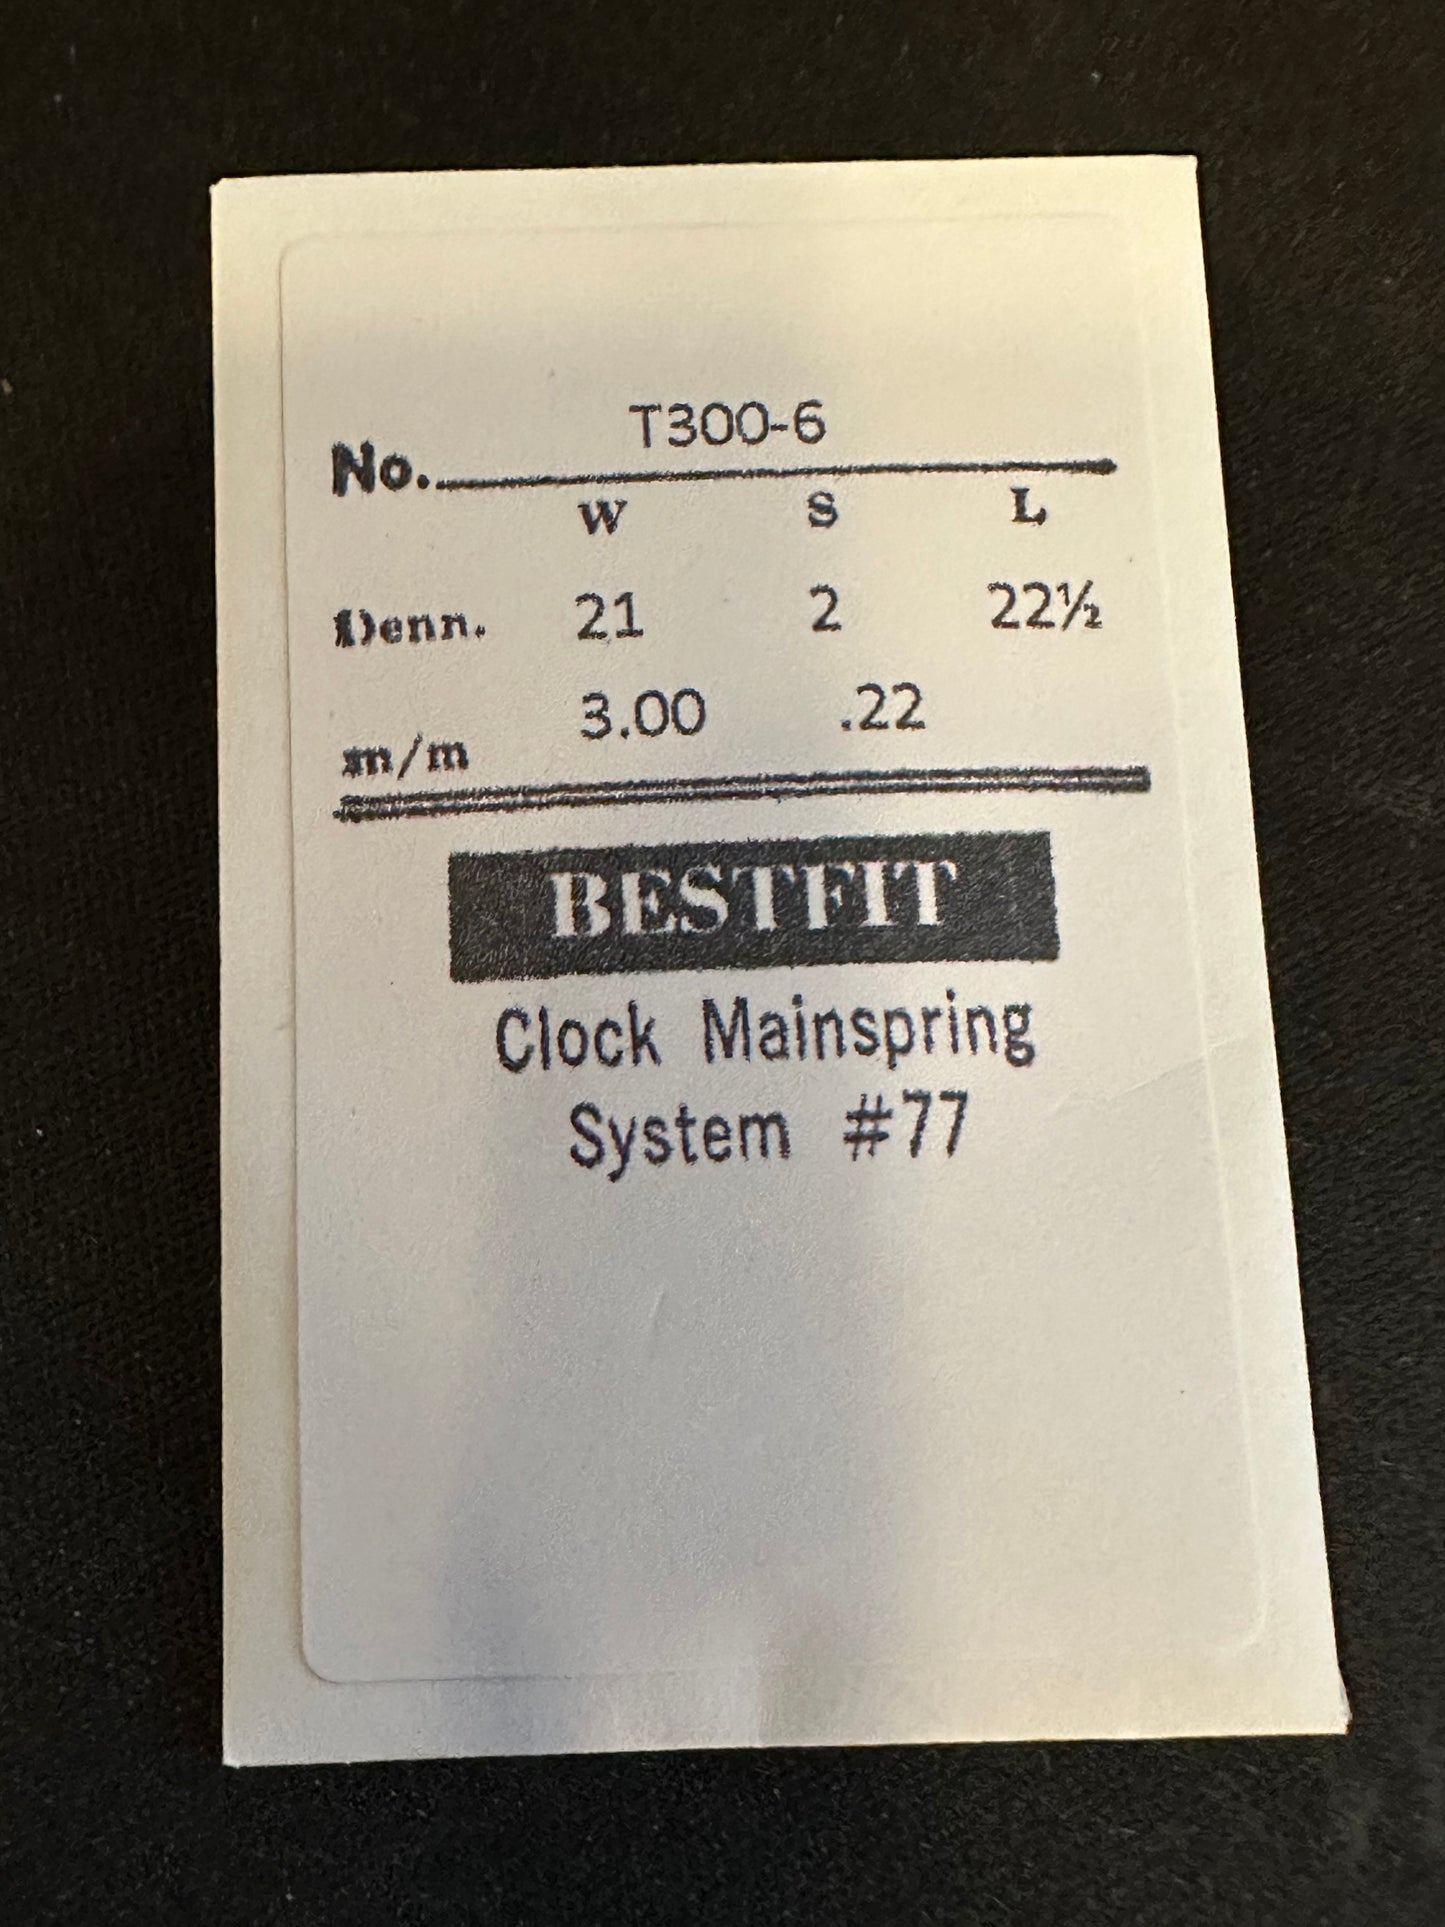 T300-6
No.
W S L
Denn. 21 2 22½
3.00 .22
m/m
BESTFIT
Clock Mainspring
System #77